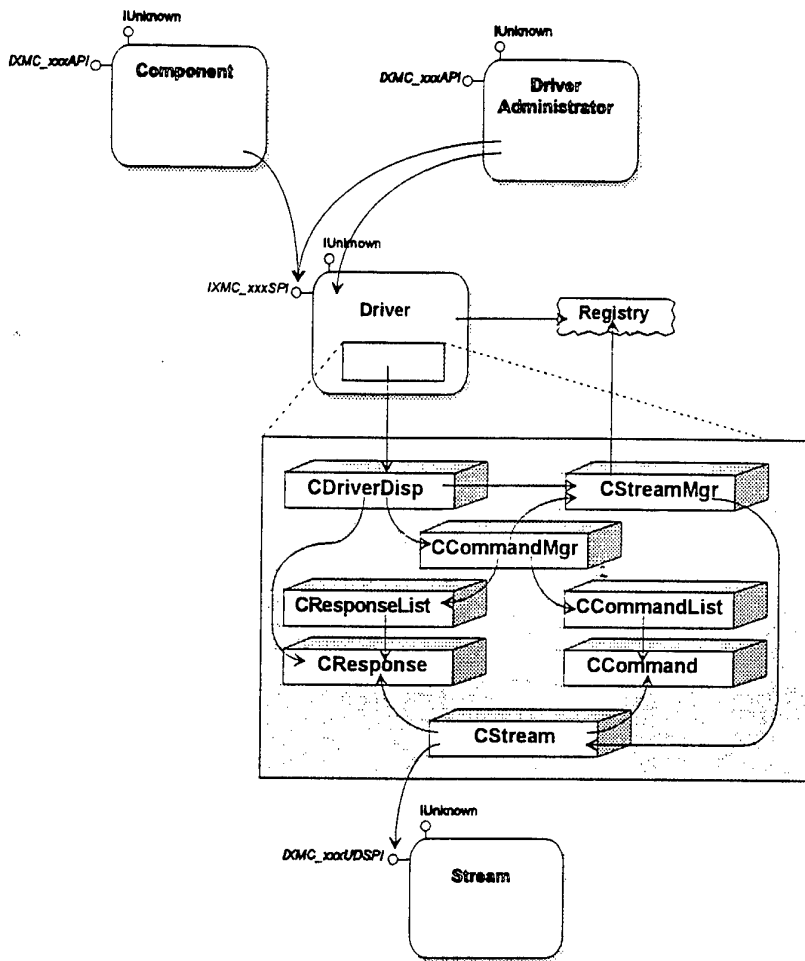 IUnknown
IXMC_xxxAPI
Component
IUnknown
IXMC_xxxAPI
Driver
Administrator
IUnknown
IXMC_xxxSPI
Driver
Registry
CDriverDisp
CStreamMgr
CCommandMgr
CResponseList
CCommandList
CResponse
CCommand
CStream
IUnknown
IXMC_xxxUDSPI
Stream